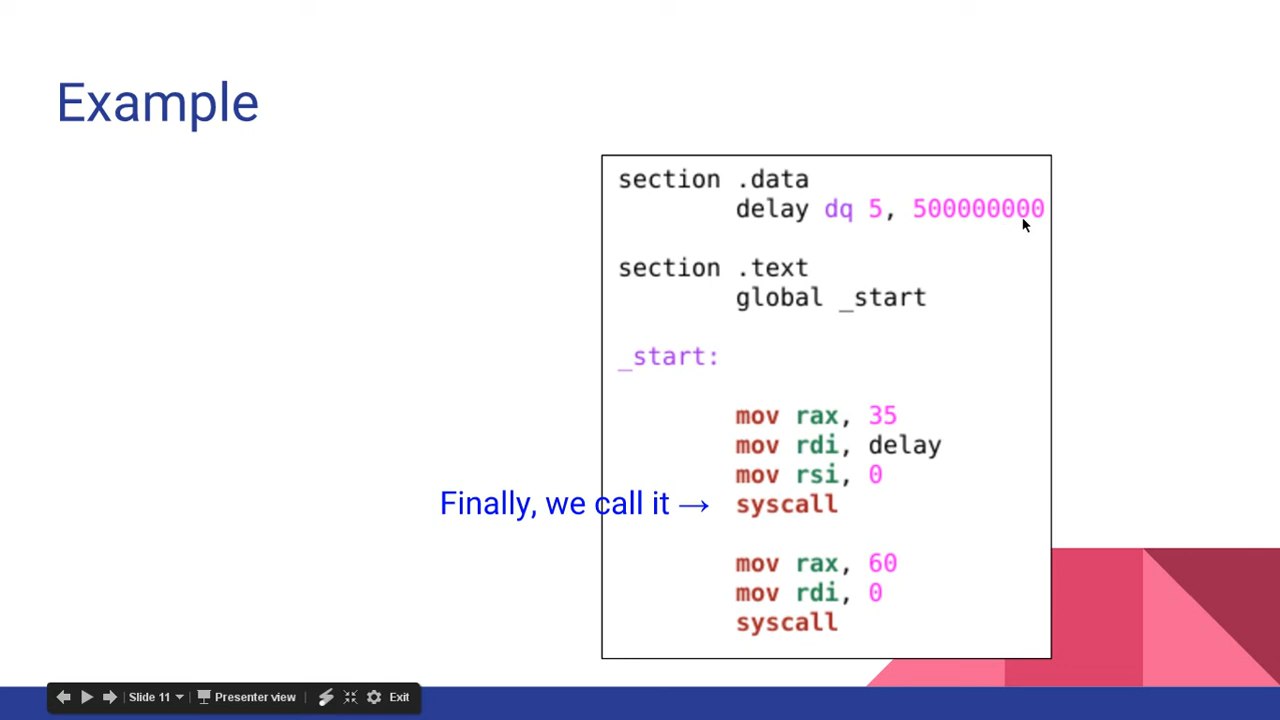 Example
section .data
delay dq 5, 500000000
section .text
global _start
_start:
mov rax, 35
mov rdi, delay
mov rsi, 0
Finally, we call it → syscall
mov rax, 60
mov rdi, 0
syscall
Slide 11 Presenter view Exit